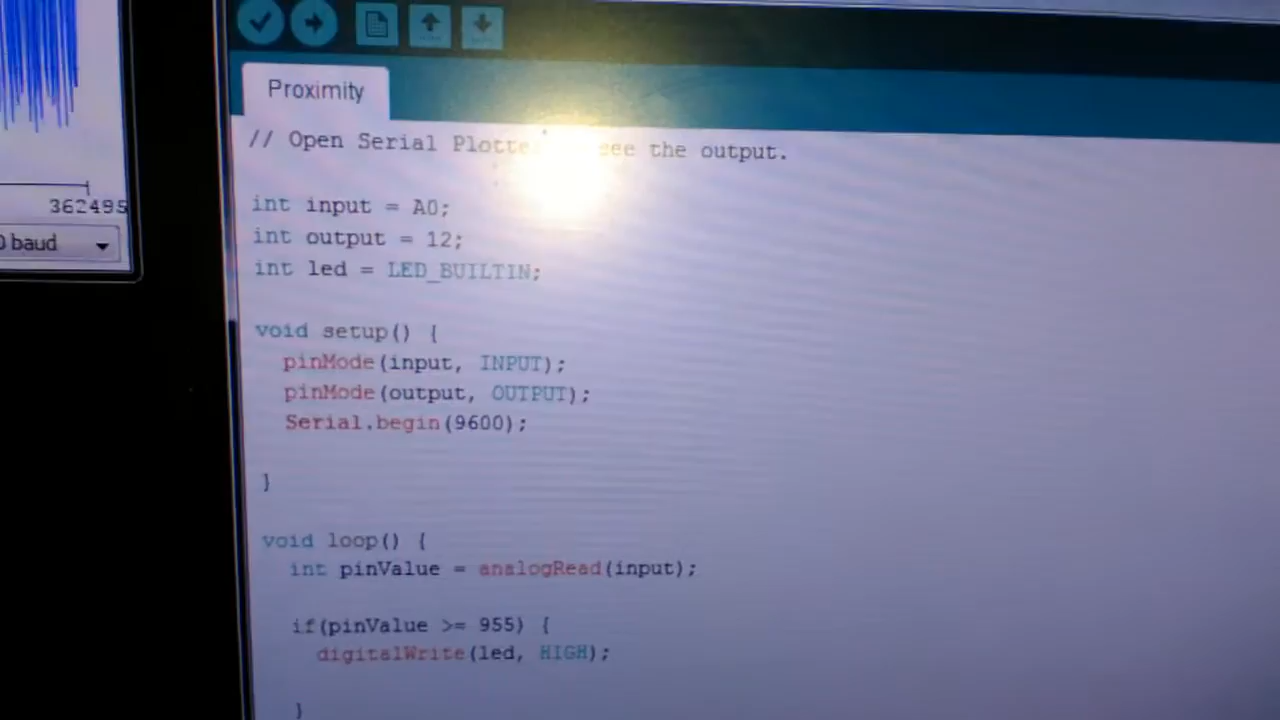 Proximity
// Open Serial Plotte see the output.
362495
0 baud
int input = A0;
int output = 12;
int led = LED_BUILTIN;
void setup() {
pinMode(input, INPUT);
pinMode(output, OUTPUT);
Serial.begin(9600);
}
void loop() {
int pinValue = analogRead(input);
if(pinValue >= 955) {
digitalWrite(led, HIGH);
}